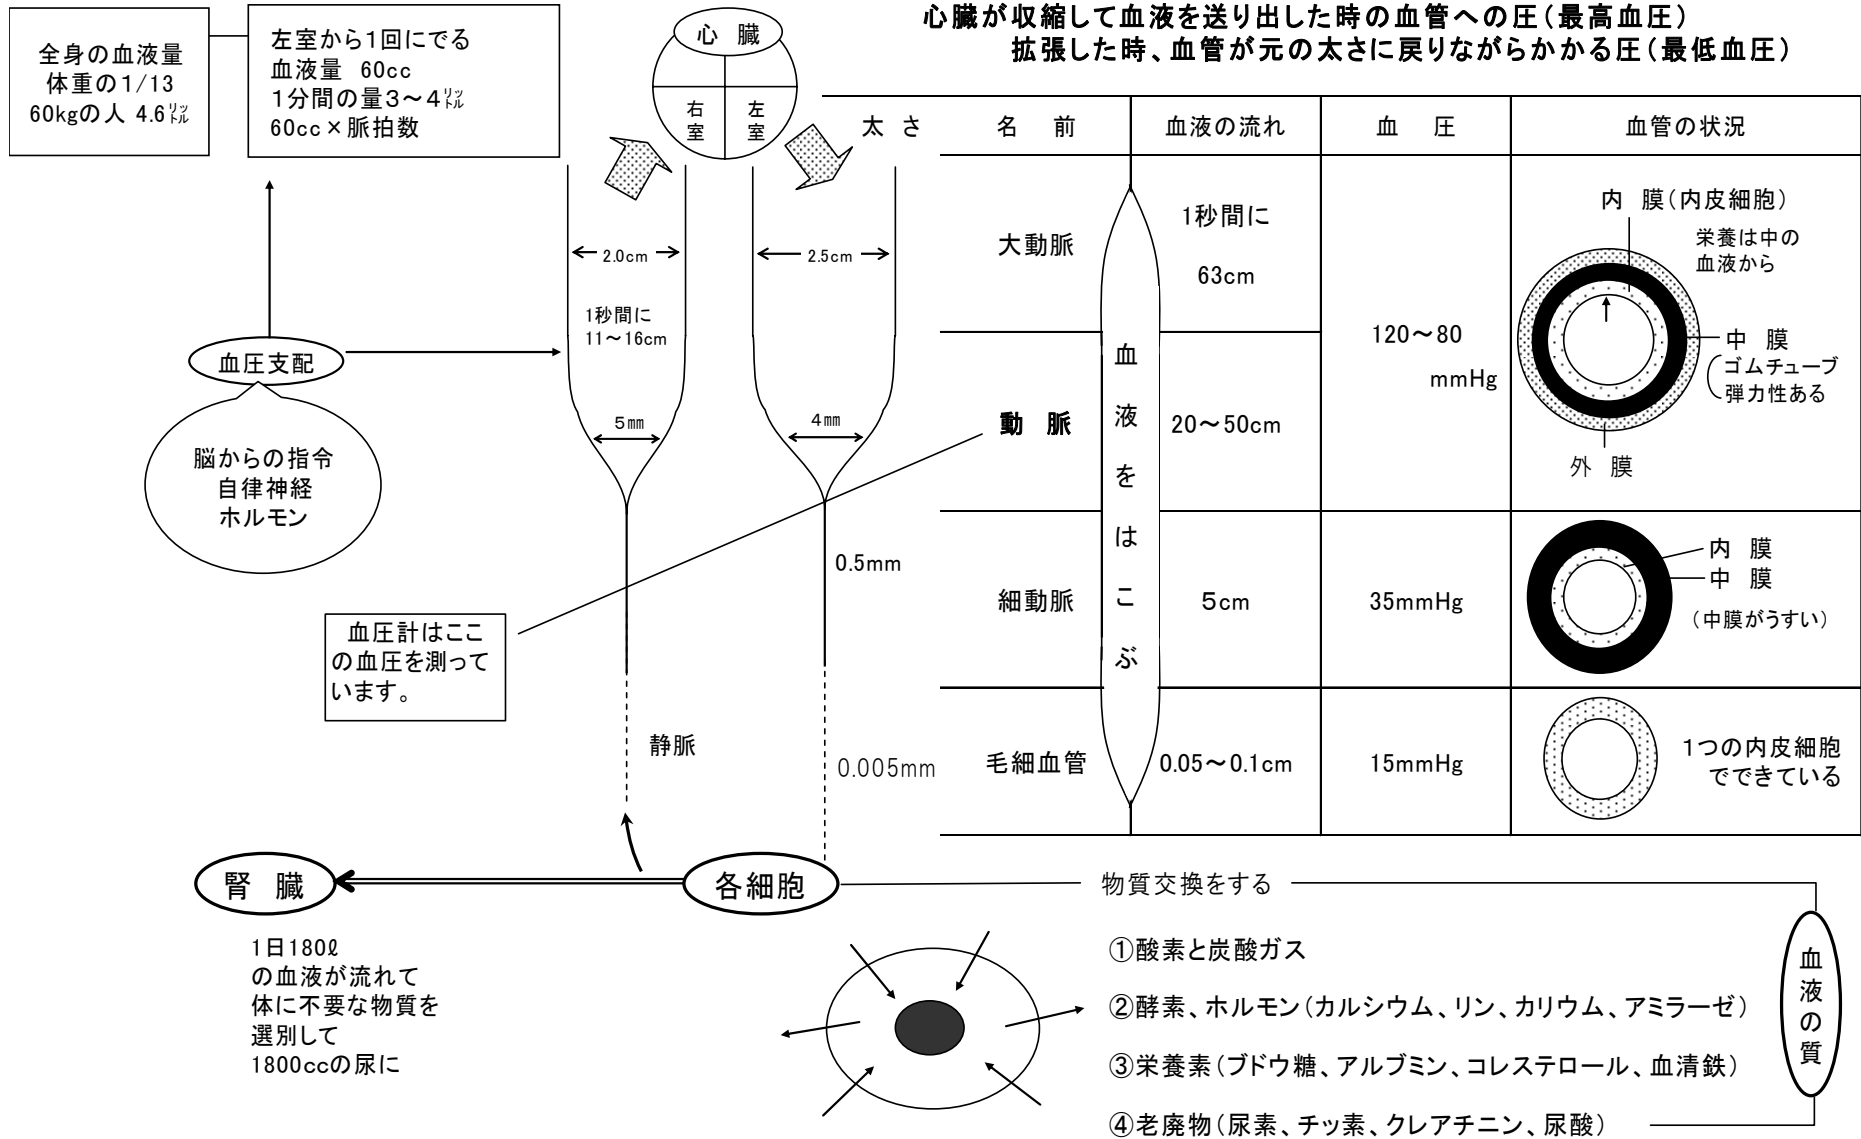 心臓が収縮して血液を送り出した時の血管への圧（最高血圧）
拡張した時、血管が元の太さに戻りながらかかる圧（最低血圧）
全身の血液量
体重の1/13
60kgの人 4.6㍑
左室から1回にでる
血液量 60cc
1分間の量3～4㍑
60cc×脈拍数
心 臓
右室
左室
太 さ
名 前
血液の流れ
血 圧
血管の状況
2.0cm
2.5cm
1秒間に
11～16cm
5㎜
4㎜
0.5mm
0.005mm
静脈
血圧支配
脳からの指令
自律神経
ホルモン
血圧計はここ
の血圧を測って
います。
血液をはこぶ
大動脈
1秒間に
63cm
120～80
mmHg
内 膜（内皮細胞）
栄養は中の
血液から
中 膜
ゴムチューブ
弾力性ある
外 膜
動 脈
20～50cm
細動脈
5cm
35mmHg
内 膜
中 膜
（中膜がうすい）
毛細血管
0.05～0.1cm
15mmHg
1つの内皮細胞
でできている
腎 臓
各細胞
物質交換をする
1日180ℓ
の血液が流れて
体に不要な物質を
選別して
1800ccの尿に
①酸素と炭酸ガス
②酵素、ホルモン（カルシウム、リン、カリウム、アミラーゼ）
③栄養素（ブドウ糖、アルブミン、コレステロール、血清鉄）
④老廃物（尿素、チッ素、クレアチニン、尿酸）
血液の質